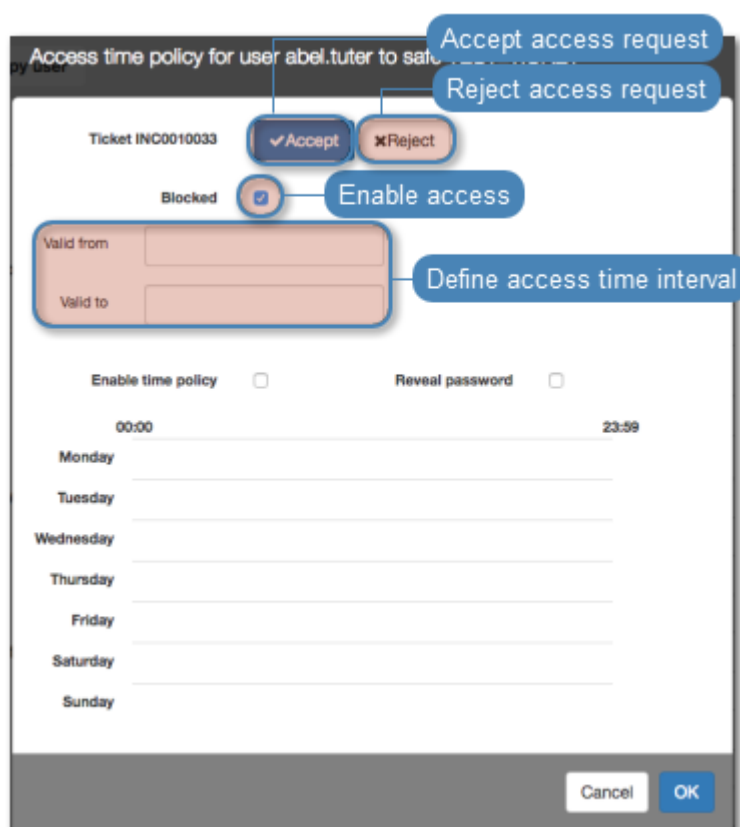 Accept access request
Access time policy for user abel.tuter to safe
py user
Reject access request
Ticket INC0010033 ✔Accept ✖Reject
Blocked Enable access
Valid from
Define access time interval
Valid to
Enable time policy Reveal password
00:00 23:59
Monday
Tuesday
Wednesday
Thursday
Friday
Saturday
Sunday
Cancel OK